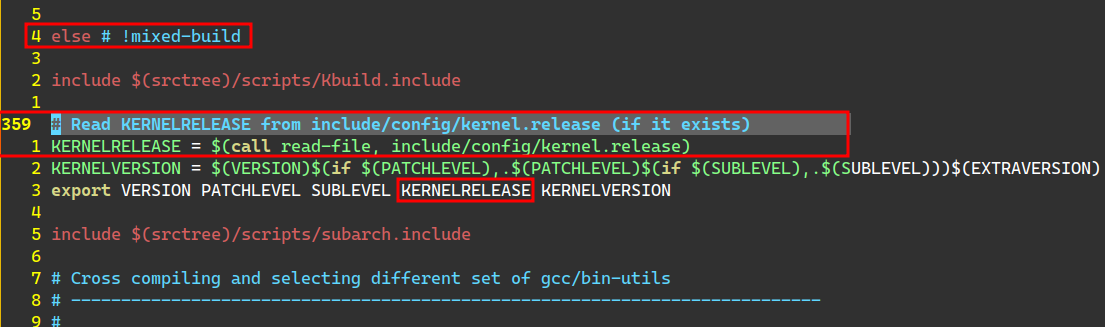 5
4 else # !mixed-build
3
2 include $(srctree)/scripts/Kbuild.include
1
359 # Read KERNELRELEASE from include/config/kernel.release (if it exists)
1 KERNELRELEASE = $(call read-file, include/config/kernel.release)
2 KERNELVERSION = $(VERSION)$(if $(PATCHLEVEL),.$(PATCHLEVEL)$(if $(SUBLEVEL),.$(SUBLEVEL)))$(EXTRAVERSION)
3 export VERSION PATCHLEVEL SUBLEVEL KERNELRELEASE KERNELVERSION
4
5 include $(srctree)/scripts/subarch.include
6
7 # Cross compiling and selecting different set of gcc/bin-utils
8 # ---------------------------------------------------------------------------
9 #